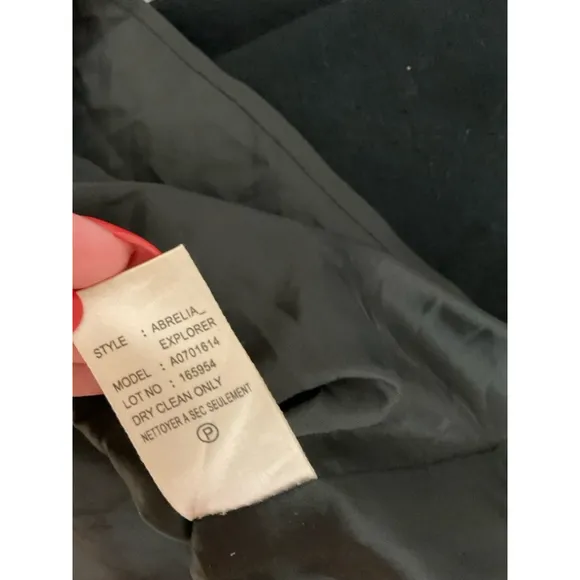 STYLE : ABRELIA_
EXPLORER
MODEL : A0701614
LOT NO : 165954
DRY CLEAN ONLY
NETTOYER A SEC SEULEMENT
P